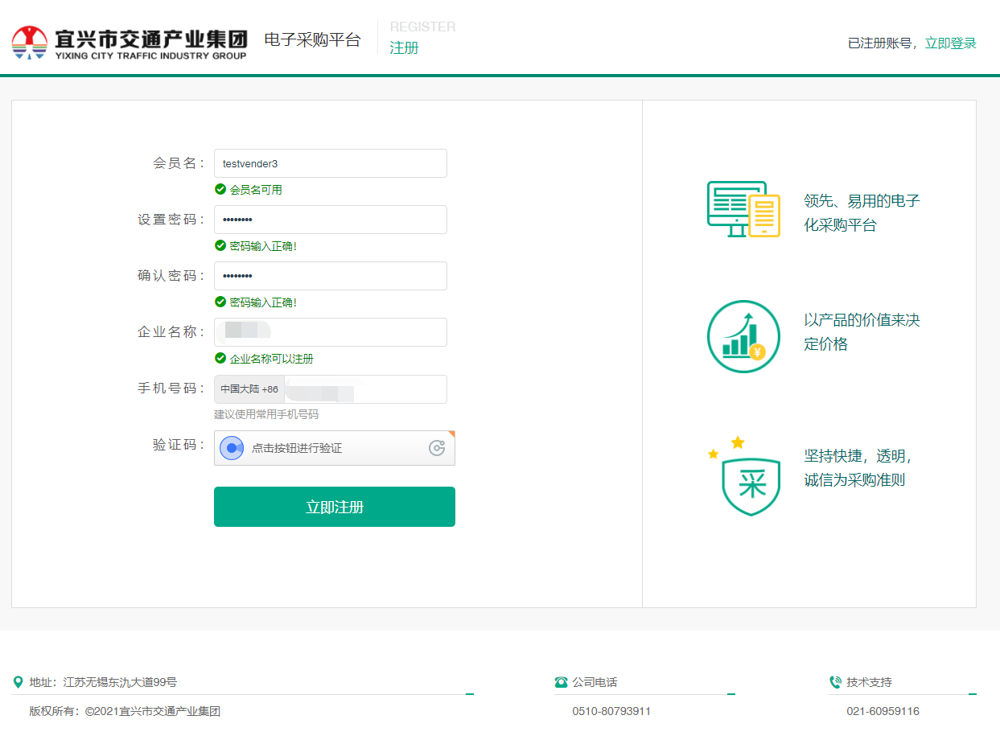 宜兴市交通产业集团
YIXING CITY TRAFFIC INDUSTRY GROUP
电子采购平台
REGISTER
注册
已注册账号，立即登录
会员名：
testvender3
会员名可用
设置密码：
••••••••
密码输入正确！
确认密码：
••••••••
密码输入正确！
企业名称：
企业名称可以注册
手机号码：
中国大陆 +86
建议使用常用手机号码
验证码：
点击按钮进行验证
立即注册
领先、易用的电子
化采购平台
¥
以产品的价值来决
定价格
采
坚持快捷，透明，
诚信为采购准则
地址：江苏无锡东氿大道99号
版权所有：©2021宜兴市交通产业集团
公司电话
0510-80793911
技术支持
021-60959116